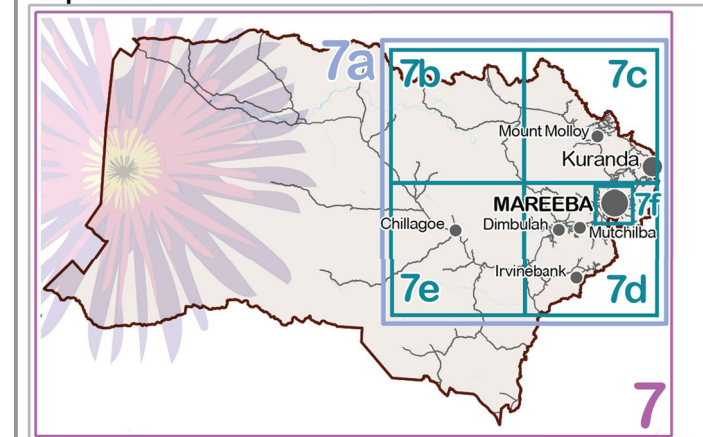 7a
7b
7c
Mount Molloy
Kuranda
MAREEBA
7f
Chillagoe
Dimbulah
Mutchilba
Irvinebank
7e
7d
7